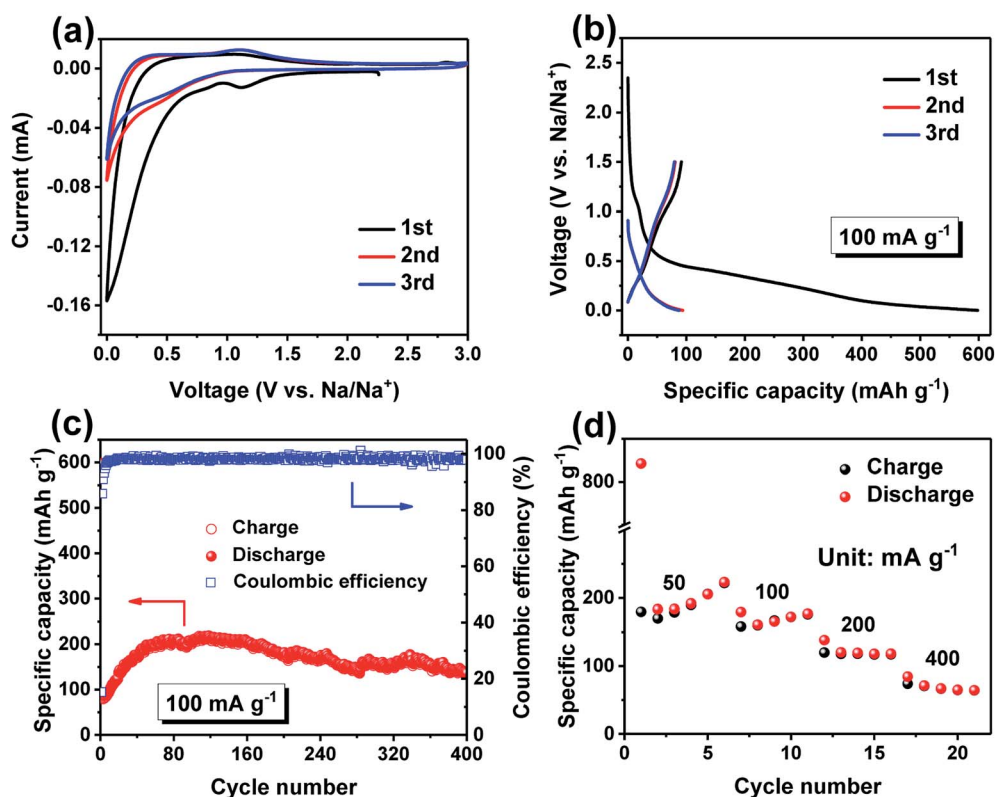 (a)
0.00
-0.04
-0.08
-0.12
-0.16
Current (mA)
1st
2nd
3rd
0.0 0.5 1.0 1.5 2.0 2.5 3.0
Voltage (V vs. Na/Na⁺)
(b)
2.5
2.0
1.5
1.0
0.5
0.0
Voltage (V vs. Na/Na⁺)
1st
2nd
3rd
100 mA g⁻¹
0 100 200 300 400 500 600
Specific capacity (mAh g⁻¹)
(c)
600
500
400
300
200
100
0
Specific capacity (mAh g⁻¹)
Charge
Discharge
Coulombic efficiency
100 mA g⁻¹
100
80
60
40
20
0
Coulombic efficiency (%)
0 80 160 240 320 400
Cycle number
(d)
800
200
100
0
Specific capacity (mAh g⁻¹)
Charge
Discharge
Unit: mA g⁻¹
50
100
200
400
0 5 10 15 20
Cycle number